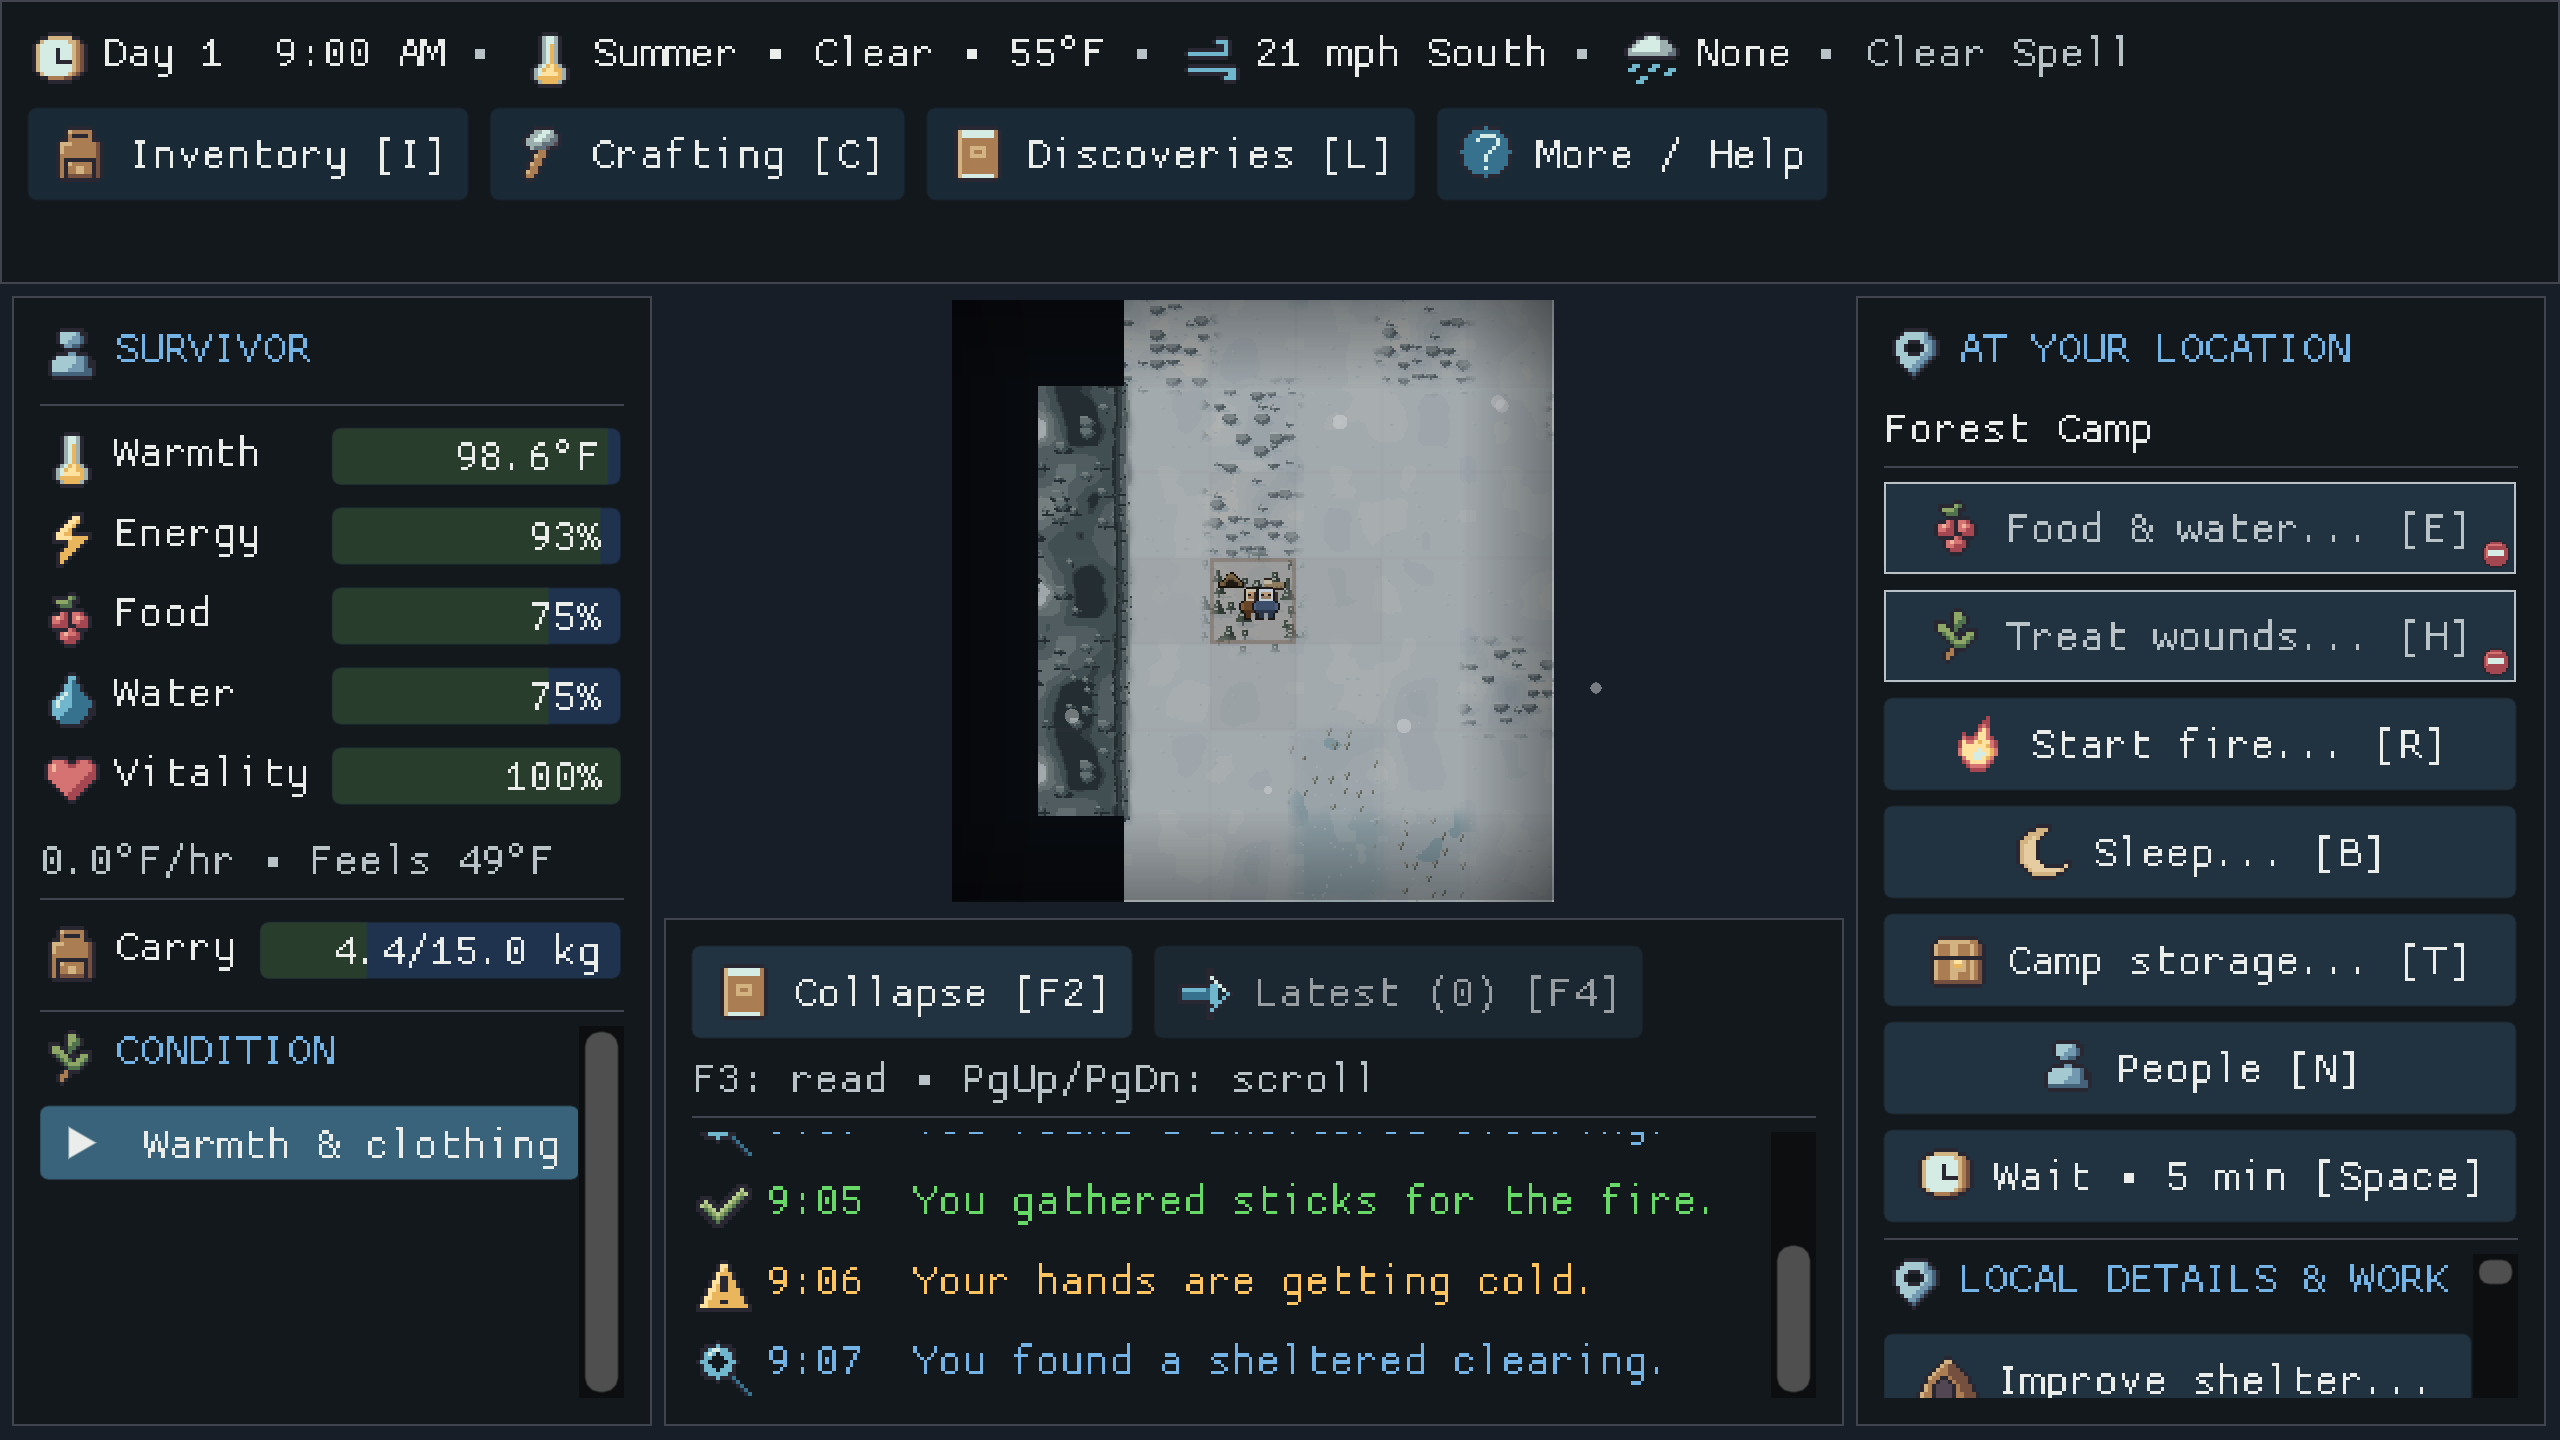 Day 1 9:00 AM ▪ Summer ▪ Clear ▪ 55°F ▪ 21 mph South ▪ None ▪ Clear Spell
Inventory [I] Crafting [C] Discoveries [L] More / Help
SURVIVOR
Warmth 98.6°F
Energy 93%
Food 75%
Water 75%
Vitality 100%
0.0°F/hr ▪ Feels 49°F
Carry 4.4/15.0 kg
CONDITION
Warmth & clothing
Collapse [F2] Latest (0) [F4]
F3: read ▪ PgUp/PgDn: scroll
9:05 You gathered sticks for the fire.
9:06 Your hands are getting cold.
9:07 You found a sheltered clearing.
AT YOUR LOCATION
Forest Camp
Food & water... [E]
Treat wounds... [H]
Start fire... [R]
Sleep... [B]
Camp storage... [T]
People [N]
Wait ▪ 5 min [Space]
LOCAL DETAILS & WORK
Improve shelter...